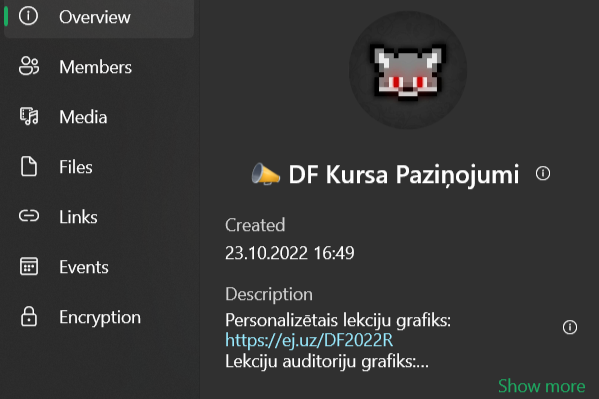 Overview
Members
Media
Files
Links
Events
Encryption
📣 DF Kursa Paziņojumi
Created
23.10.2022 16:49
Description
Personalizētais lekciju grafiks:
https://ej.uz/DF2022R
Lekciju auditoriju grafiks:...
Show more